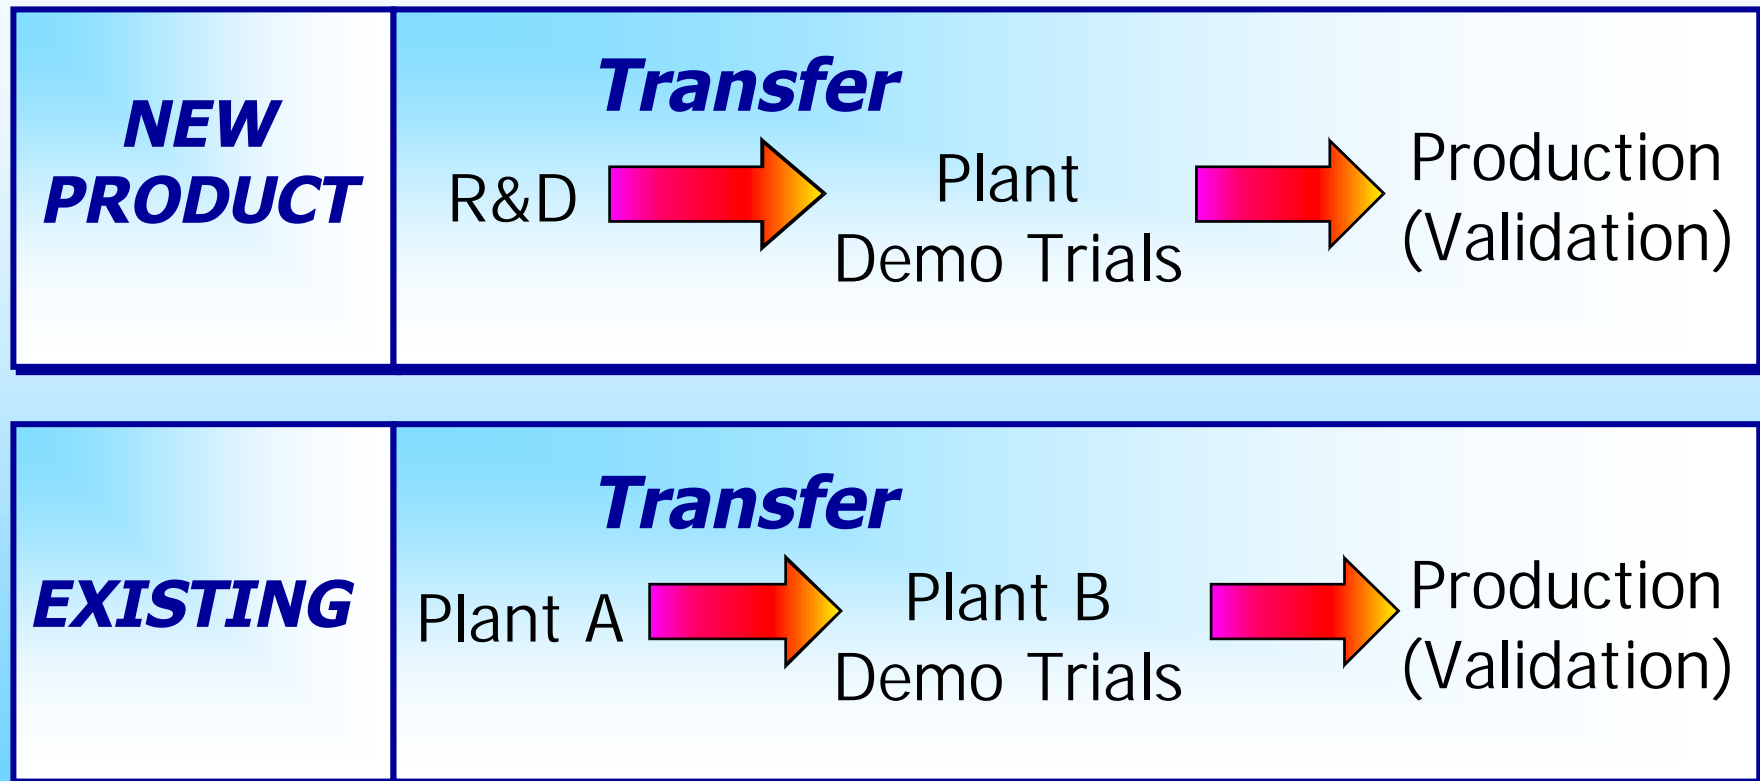 NEW
PRODUCT
Transfer
R&D
Plant
Demo Trials
Production
(Validation)
EXISTING
Transfer
Plant A
Plant B
Demo Trials
Production
(Validation)